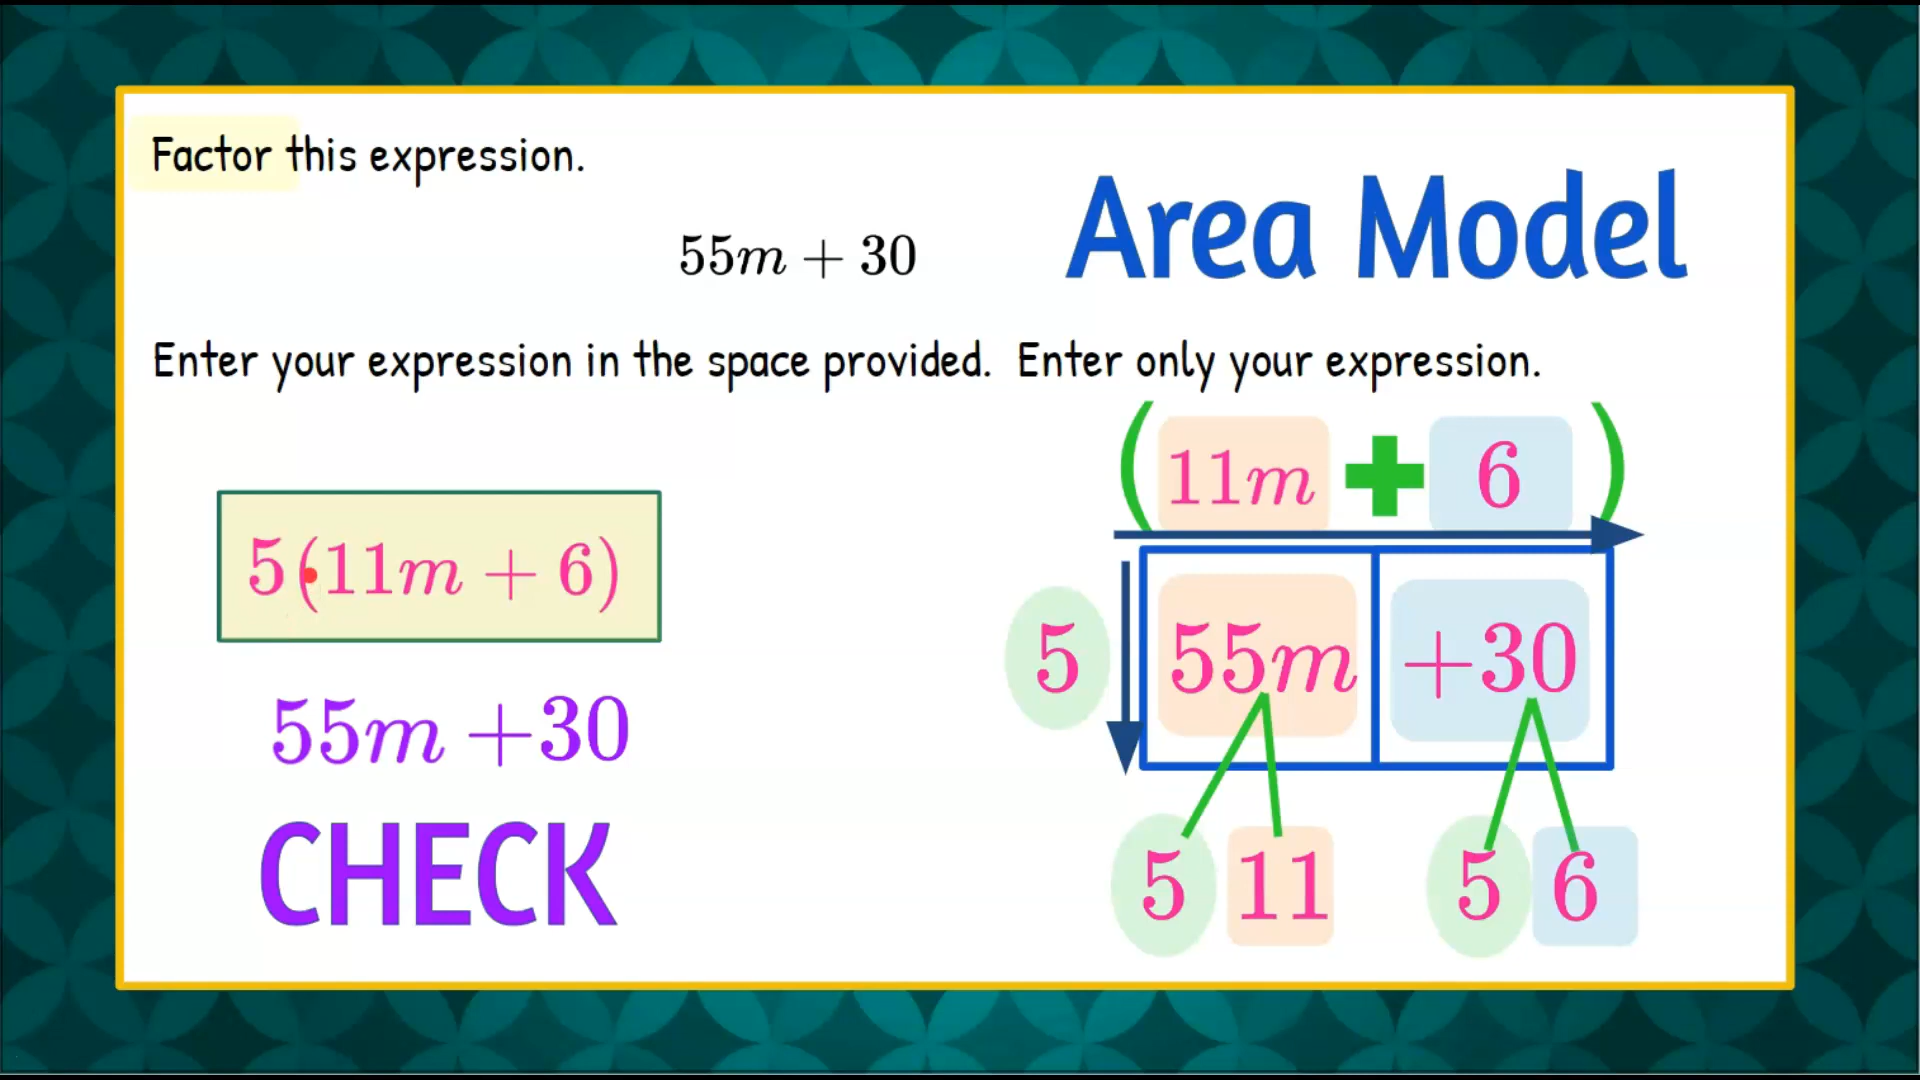 Factor this expression.
Area Model
55m + 30
Enter your expression in the space provided. Enter only your expression.
(11m + 6)
5(11m + 6)
5 55m +30
55m +30
CHECK
5 11 5 6